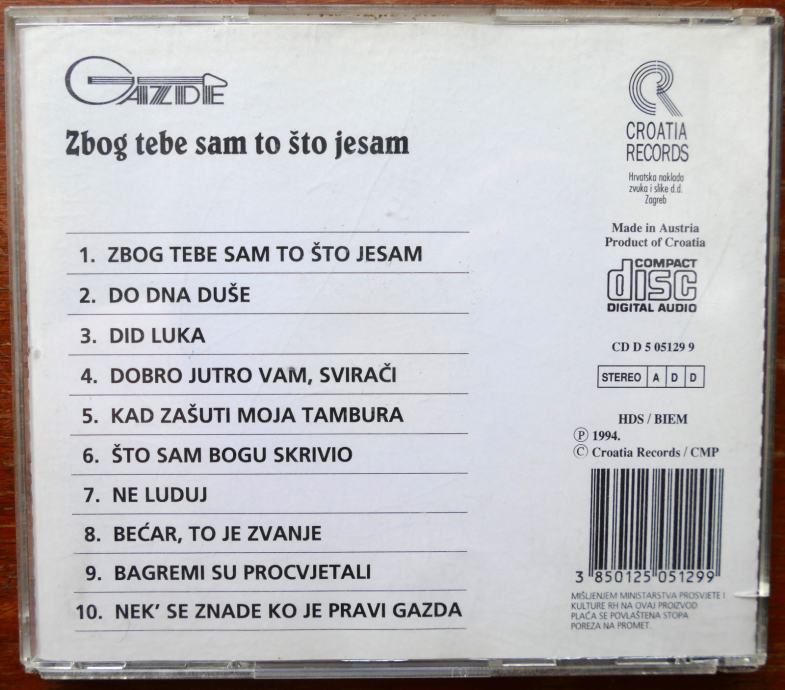 GAZDE
Zbog tebe sam to što jesam
1. ZBOG TEBE SAM TO ŠTO JESAM
2. DO DNA DUŠE
3. DID LUKA
4. DOBRO JUTRO VAM, SVIRAČI
5. KAD ZAŠUTI MOJA TAMBURA
6. ŠTO SAM BOGU SKRIVIO
7. NE LUDUJ
8. BEĆAR, TO JE ZVANJE
9. BAGREMI SU PROCVJETALI
10. NEK' SE ZNADE KO JE PRAVI GAZDA
CROATIA
RECORDS
Hrvatska naklada
zvuka i slike d.d.
Zagreb
Made in Austria
Product of Croatia
COMPACT
disc
DIGITAL AUDIO
CD D 5 05129 9
STEREO A D D
HDS / BIEM
Ⓟ 1994.
© Croatia Records / CMP
3 850125 051299
MIŠLJENJEM MINISTARSTVA PROSVJETE I
KULTURE RH NA OVAJ PROIZVOD
PLAĆA SE POVLAŠTENA STOPA
POREZA NA PROMET.